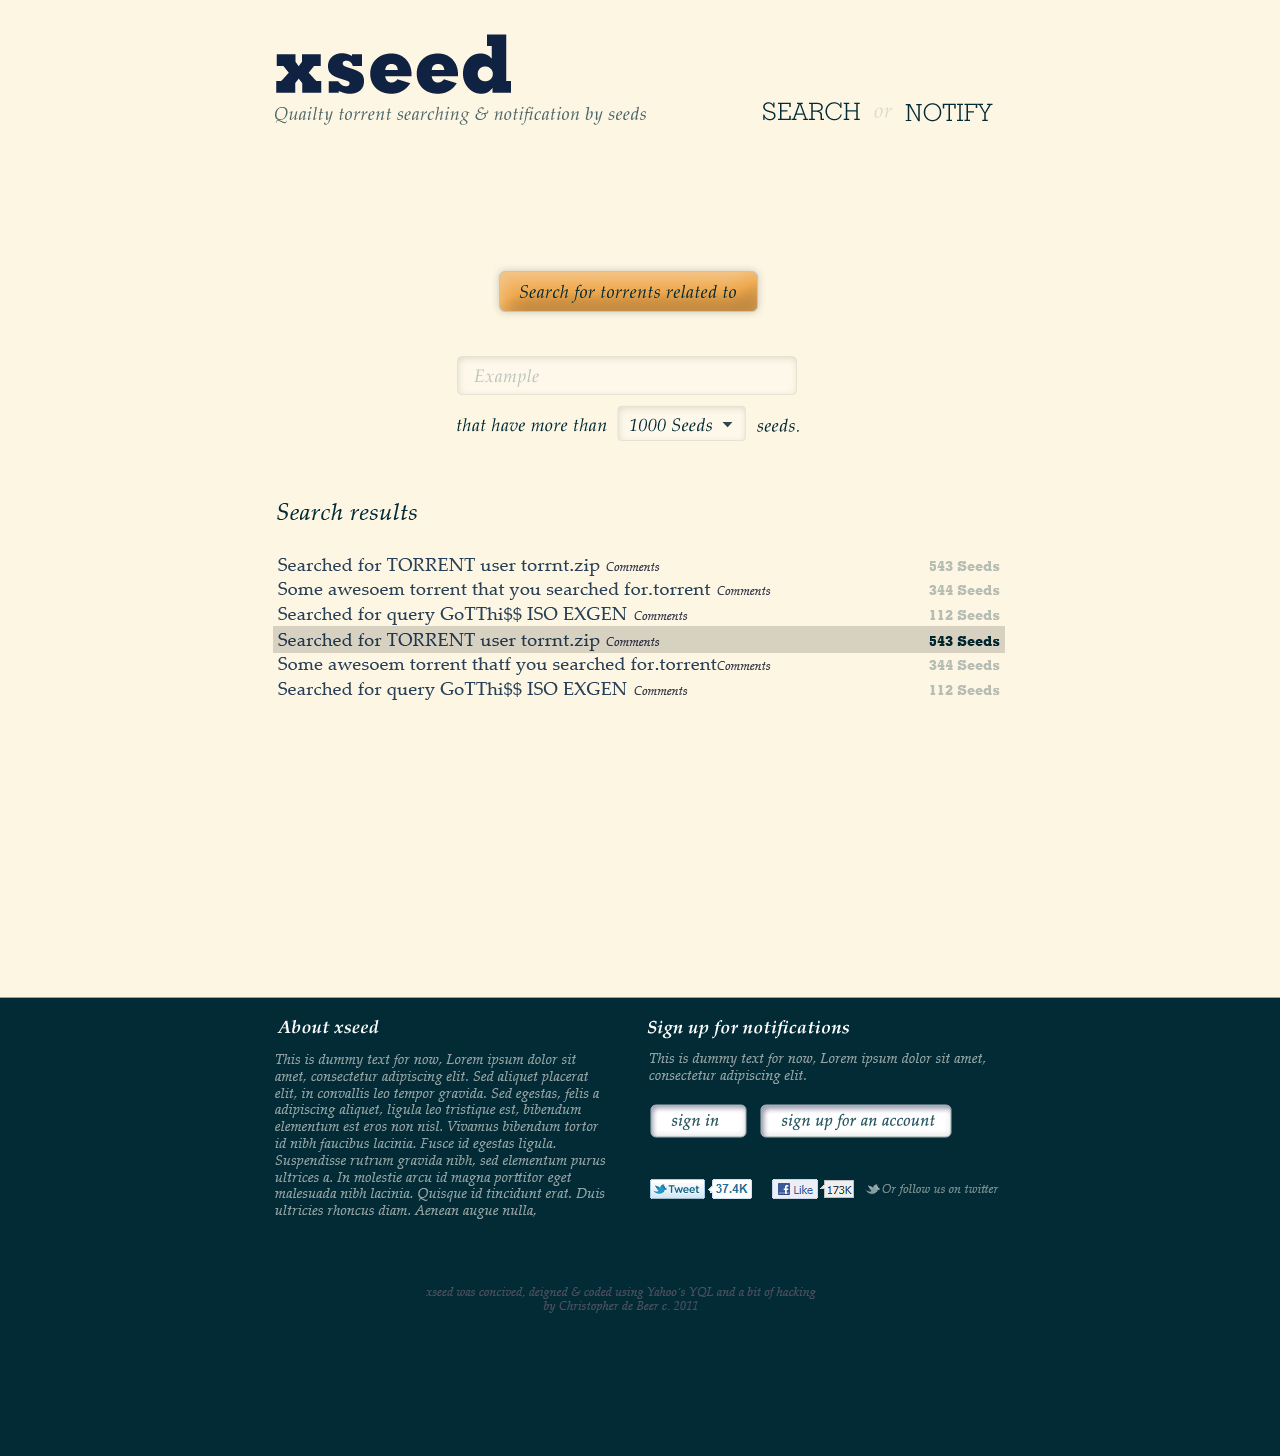 xseed
Quailty torrent searching & notification by seeds
SEARCH or NOTIFY
Search for torrents related to
Example
that have more than 1000 Seeds seeds.
Search results
Searched for TORRENT user torrnt.zip Comments 543 Seeds
Some awesoem torrent that you searched for.torrent Comments 344 Seeds
Searched for query GoTThi$$ ISO EXGEN Comments 112 Seeds
Searched for TORRENT user torrnt.zip Comments 543 Seeds
Some awesoem torrent thatf you searched for.torrentComments 344 Seeds
Searched for query GoTThi$$ ISO EXGEN Comments 112 Seeds
About xseed
This is dummy text for now, Lorem ipsum dolor sit
amet, consectetur adipiscing elit. Sed aliquet placerat
elit, in convallis leo tempor gravida. Sed egestas, felis a
adipiscing aliquet, ligula leo tristique est, bibendum
elementum est eros non nisl. Vivamus bibendum tortor
id nibh faucibus lacinia. Fusce id egestas ligula.
Suspendisse rutrum gravida nibh, sed elementum purus
ultrices a. In molestie arcu id magna porttitor eget
malesuada nibh lacinia. Quisque id tincidunt erat. Duis
ultricies rhoncus diam. Aenean augue nulla,
Sign up for notifications
This is dummy text for now, Lorem ipsum dolor sit amet,
consectetur adipiscing elit.
sign in sign up for an account
Tweet 37.4K Like 173K Or follow us on twitter
xseed was concived, deigned & coded using Yahoo's YQL and a bit of hacking
by Christopher de Beer c. 2011